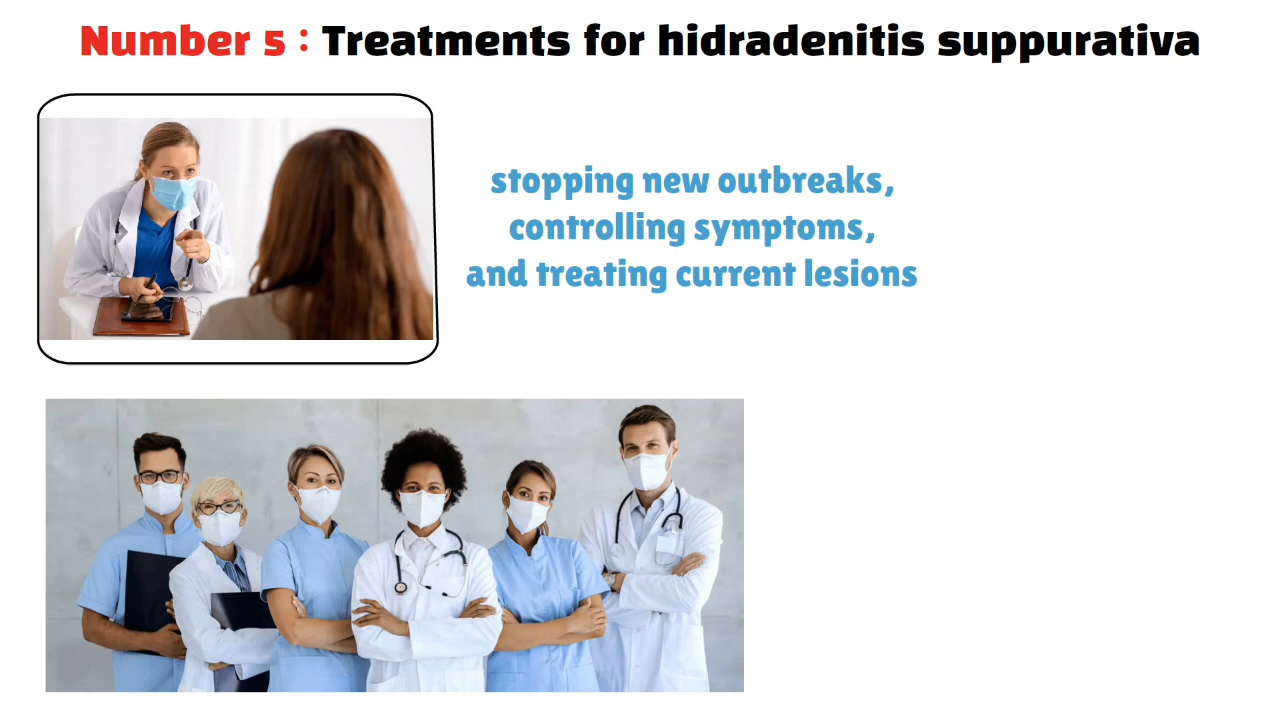 Number 5 : Treatments for hidradenitis suppurativa
stopping new outbreaks,
controlling symptoms,
and treating current lesions